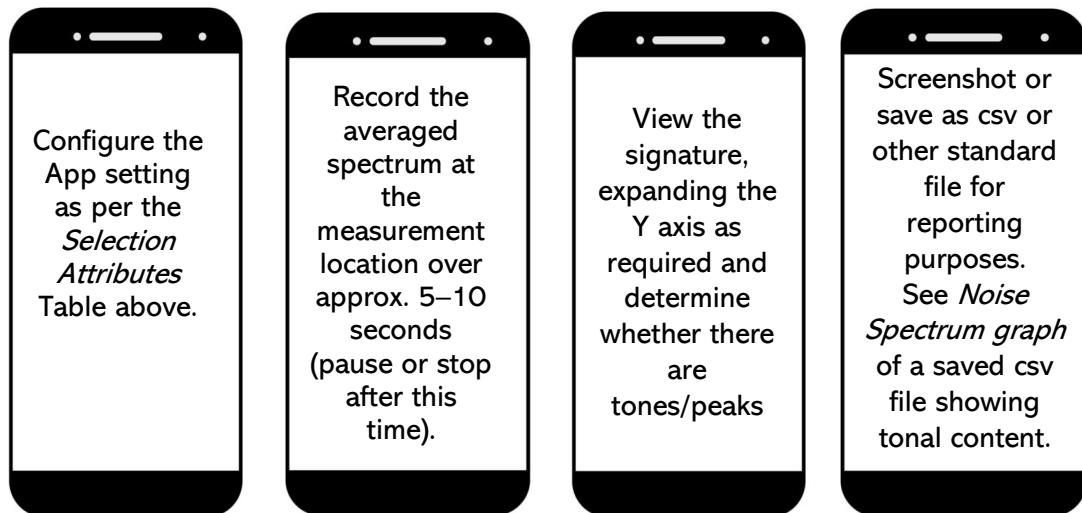 Configure the
App setting
as per the
Selection
Attributes
Table above.
Record the
averaged
spectrum at
the
measurement
location over
approx. 5–10
seconds
(pause or stop
after this
time).
View the
signature,
expanding the
Y axis as
required and
determine
whether there
are
tones/peaks
Screenshot or
save as csv or
other standard
file for
reporting
purposes.
See Noise
Spectrum graph
of a saved csv
file showing
tonal content.